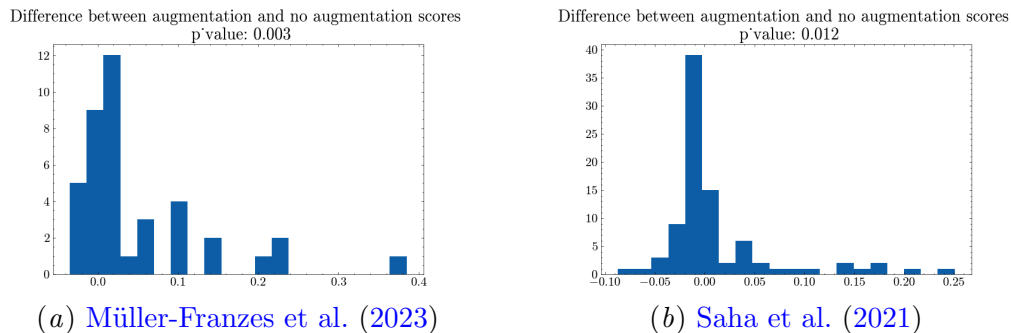 Difference between augmentation and no augmentation scores
p˙value: 0.003
12
10
8
6
4
2
0
0.0 0.1 0.2 0.3 0.4
(a) Müller-Franzes et al. (2023)
Difference between augmentation and no augmentation scores
p˙value: 0.012
40
35
30
25
20
15
10
5
0
−0.10 −0.05 0.00 0.05 0.10 0.15 0.20 0.25
(b) Saha et al. (2021)